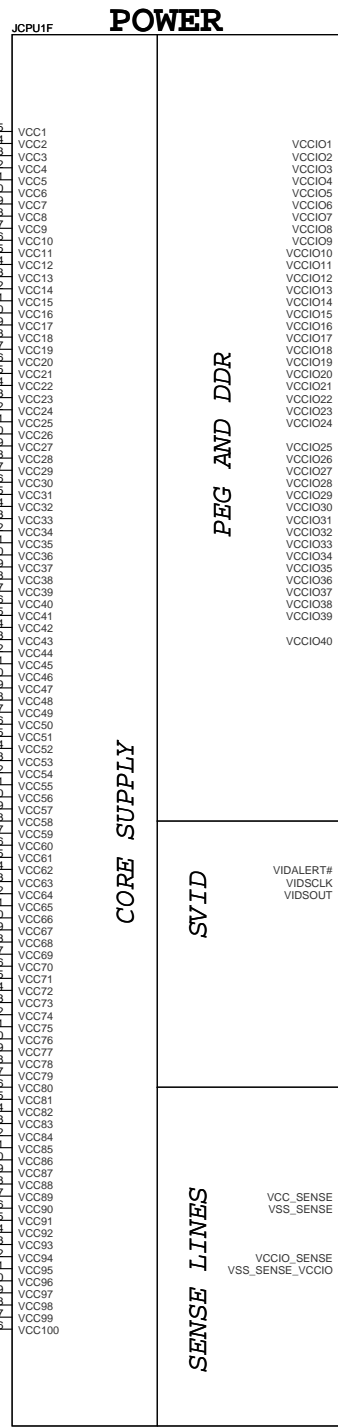 POWER
JCPU1F
VCC1
VCC2
VCC3
VCC4
VCC5
VCC6
VCC7
VCC8
VCC9
VCC10
VCC11
VCC12
VCC13
VCC14
VCC15
VCC16
VCC17
VCC18
VCC19
VCC20
VCC21
VCC22
VCC23
VCC24
VCC25
VCC26
VCC27
VCC28
VCC29
VCC30
VCC31
VCC32
VCC33
VCC34
VCC35
VCC36
VCC37
VCC38
VCC39
VCC40
VCC41
VCC42
VCC43
VCC44
VCC45
VCC46
VCC47
VCC48
VCC49
VCC50
VCC51
VCC52
VCC53
VCC54
VCC55
VCC56
VCC57
VCC58
VCC59
VCC60
VCC61
VCC62
VCC63
VCC64
VCC65
VCC66
VCC67
VCC68
VCC69
VCC70
VCC71
VCC72
VCC73
VCC74
VCC75
VCC76
VCC77
VCC78
VCC79
VCC80
VCC81
VCC82
VCC83
VCC84
VCC85
VCC86
VCC87
VCC88
VCC89
VCC90
VCC91
VCC92
VCC93
VCC94
VCC95
VCC96
VCC97
VCC98
VCC99
VCC100
CORE SUPPLY
PEG AND DDR
VCCIO1
VCCIO2
VCCIO3
VCCIO4
VCCIO5
VCCIO6
VCCIO7
VCCIO8
VCCIO9
VCCIO10
VCCIO11
VCCIO12
VCCIO13
VCCIO14
VCCIO15
VCCIO16
VCCIO17
VCCIO18
VCCIO19
VCCIO20
VCCIO21
VCCIO22
VCCIO23
VCCIO24
VCCIO25
VCCIO26
VCCIO27
VCCIO28
VCCIO29
VCCIO30
VCCIO31
VCCIO32
VCCIO33
VCCIO34
VCCIO35
VCCIO36
VCCIO37
VCCIO38
VCCIO39
VCCIO40
SVID
VIDALERT#
VIDSCLK
VIDSOUT
SENSE LINES
VCC_SENSE
VSS_SENSE
VCCIO_SENSE
VSS_SENSE_VCCIO